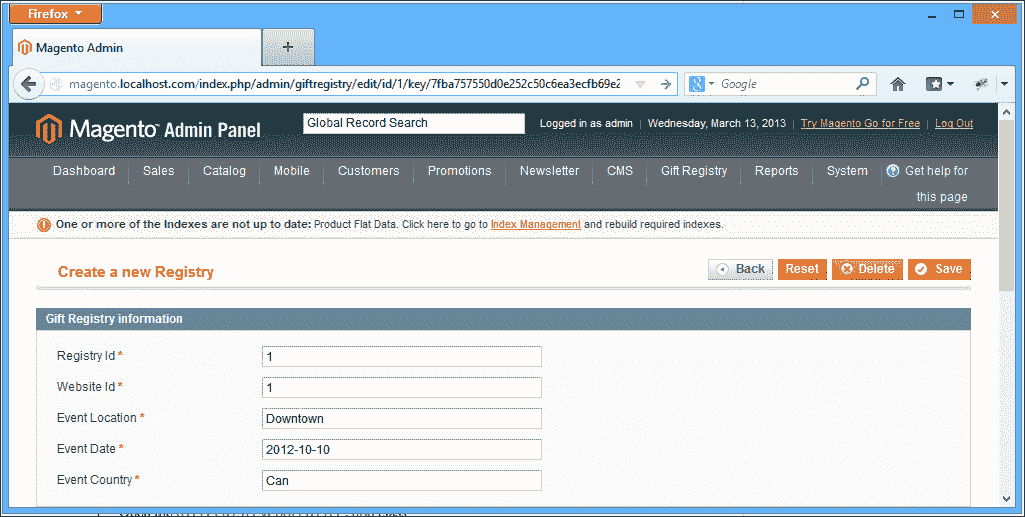 Firefox
Magento Admin
magento.localhost.com/index.php/admin/giftregistry/edit/id/1/key/7fba757550d0e252c50c6ea3ecfb69e2
Google
Magento Admin Panel
Global Record Search
Logged in as admin | Wednesday, March 13, 2013 | Try Magento Go for Free | Log Out
Dashboard Sales Catalog Mobile Customers Promotions Newsletter CMS Gift Registry Reports System Get help for this page
One or more of the Indexes are not up to date: Product Flat Data. Click here to go to Index Management and rebuild required indexes.
Create a new Registry
Back Reset Delete Save
Gift Registry information
Registry Id * 1
Website Id * 1
Event Location * Downtown
Event Date * 2012-10-10
Event Country * Can